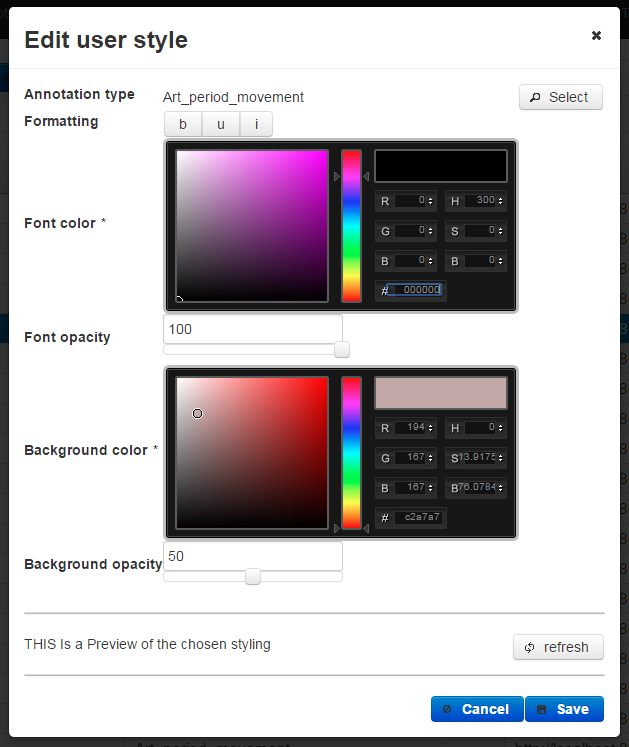 Edit user style ✖
Annotation type Art_period_movement Select
Formatting b u i
Font color *
R 0 H 300
G 0 S 0
B 0 B 0
# 000000
Font opacity 100
Background color *
R 194 H 0
G 167 S 13.9175
B 167 B 76.0784
# c2a7a7
Background opacity 50
THIS Is a Preview of the chosen styling refresh
Cancel Save
Art_period_movement